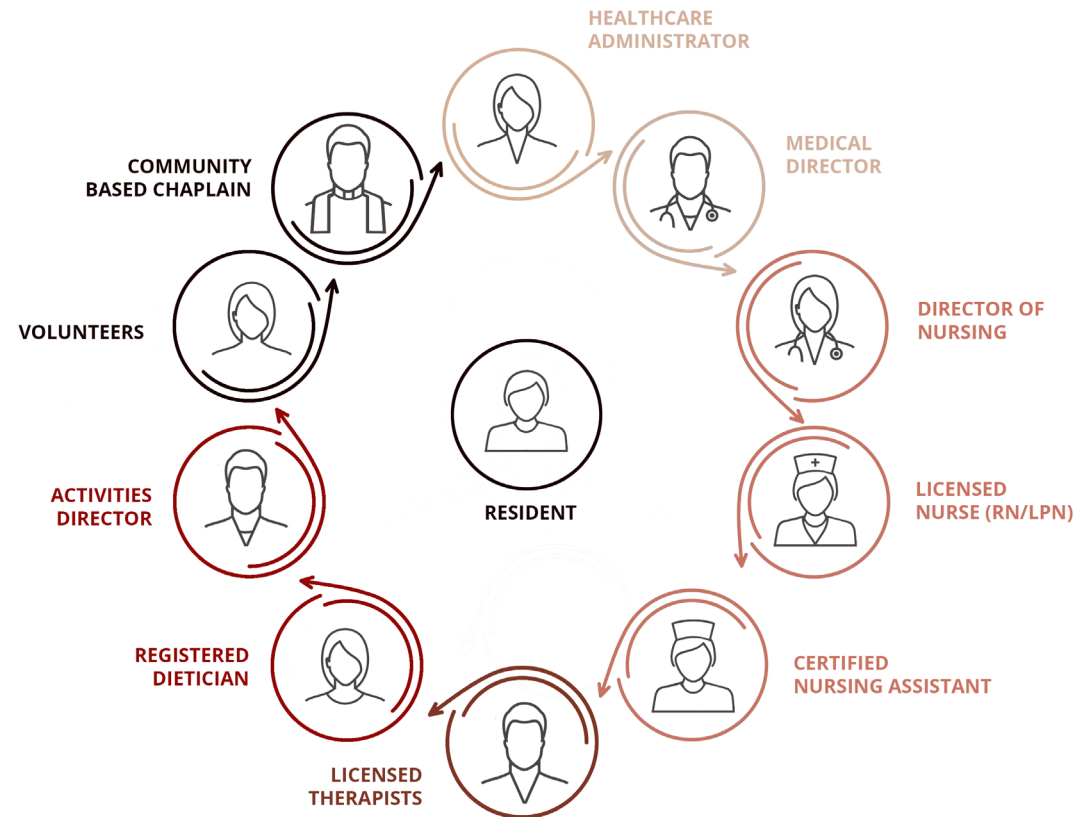 HEALTHCARE
ADMINISTRATOR
MEDICAL
DIRECTOR
DIRECTOR OF
NURSING
LICENSED
NURSE (RN/LPN)
CERTIFIED
NURSING ASSISTANT
LICENSED
THERAPISTS
REGISTERED
DIETICIAN
ACTIVITIES
DIRECTOR
VOLUNTEERS
COMMUNITY
BASED CHAPLAIN
RESIDENT